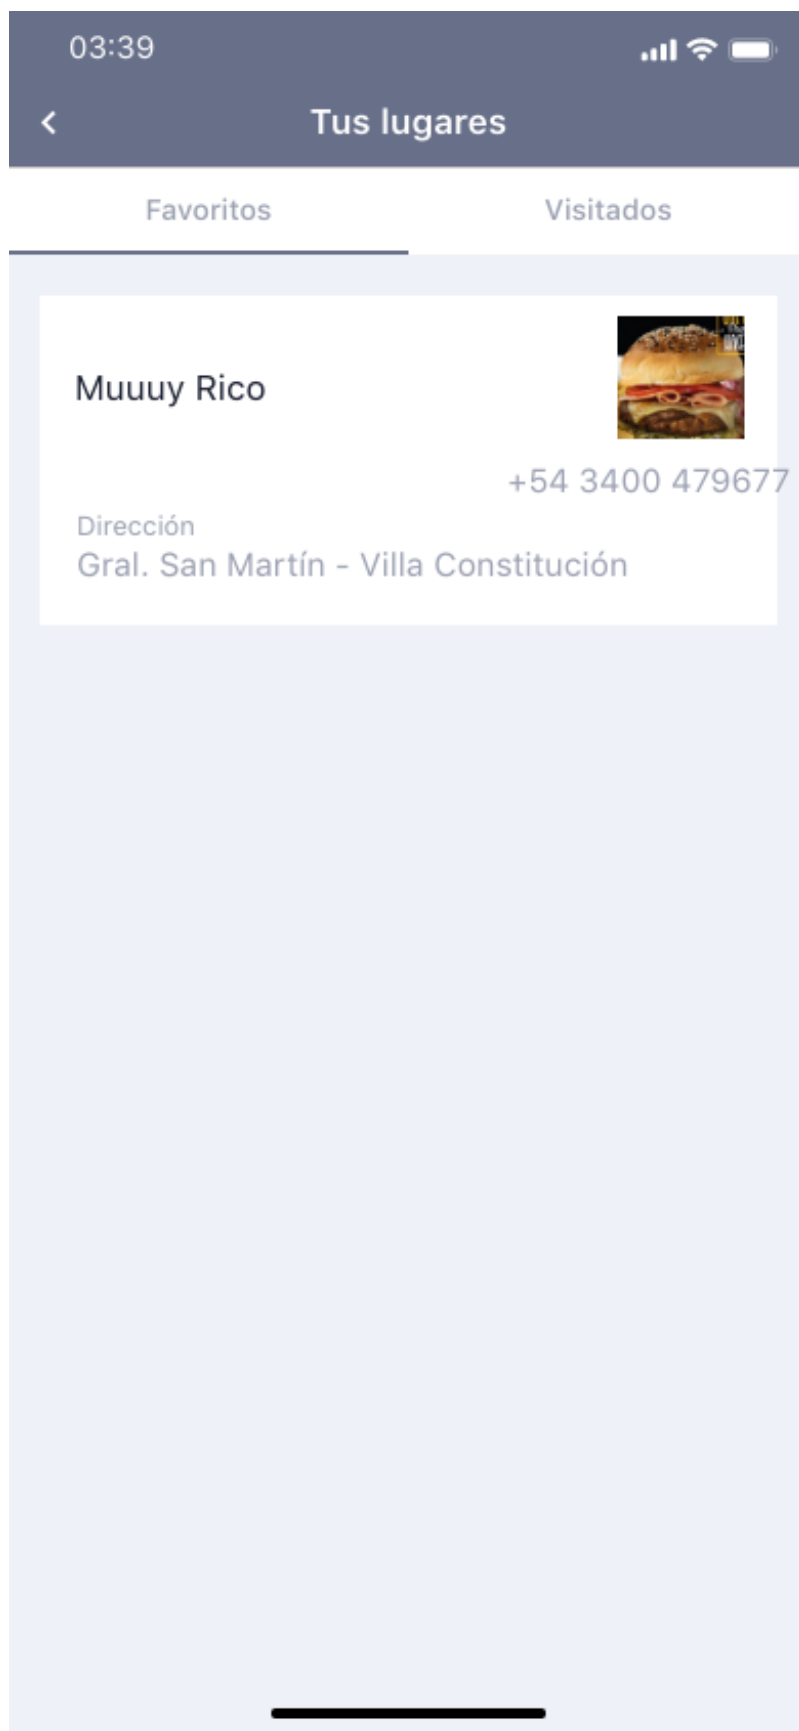 03:39
Tus lugares
Favoritos
Visitados
Muuuy Rico
+54 3400 479677
Dirección
Gral. San Martín - Villa Constitución